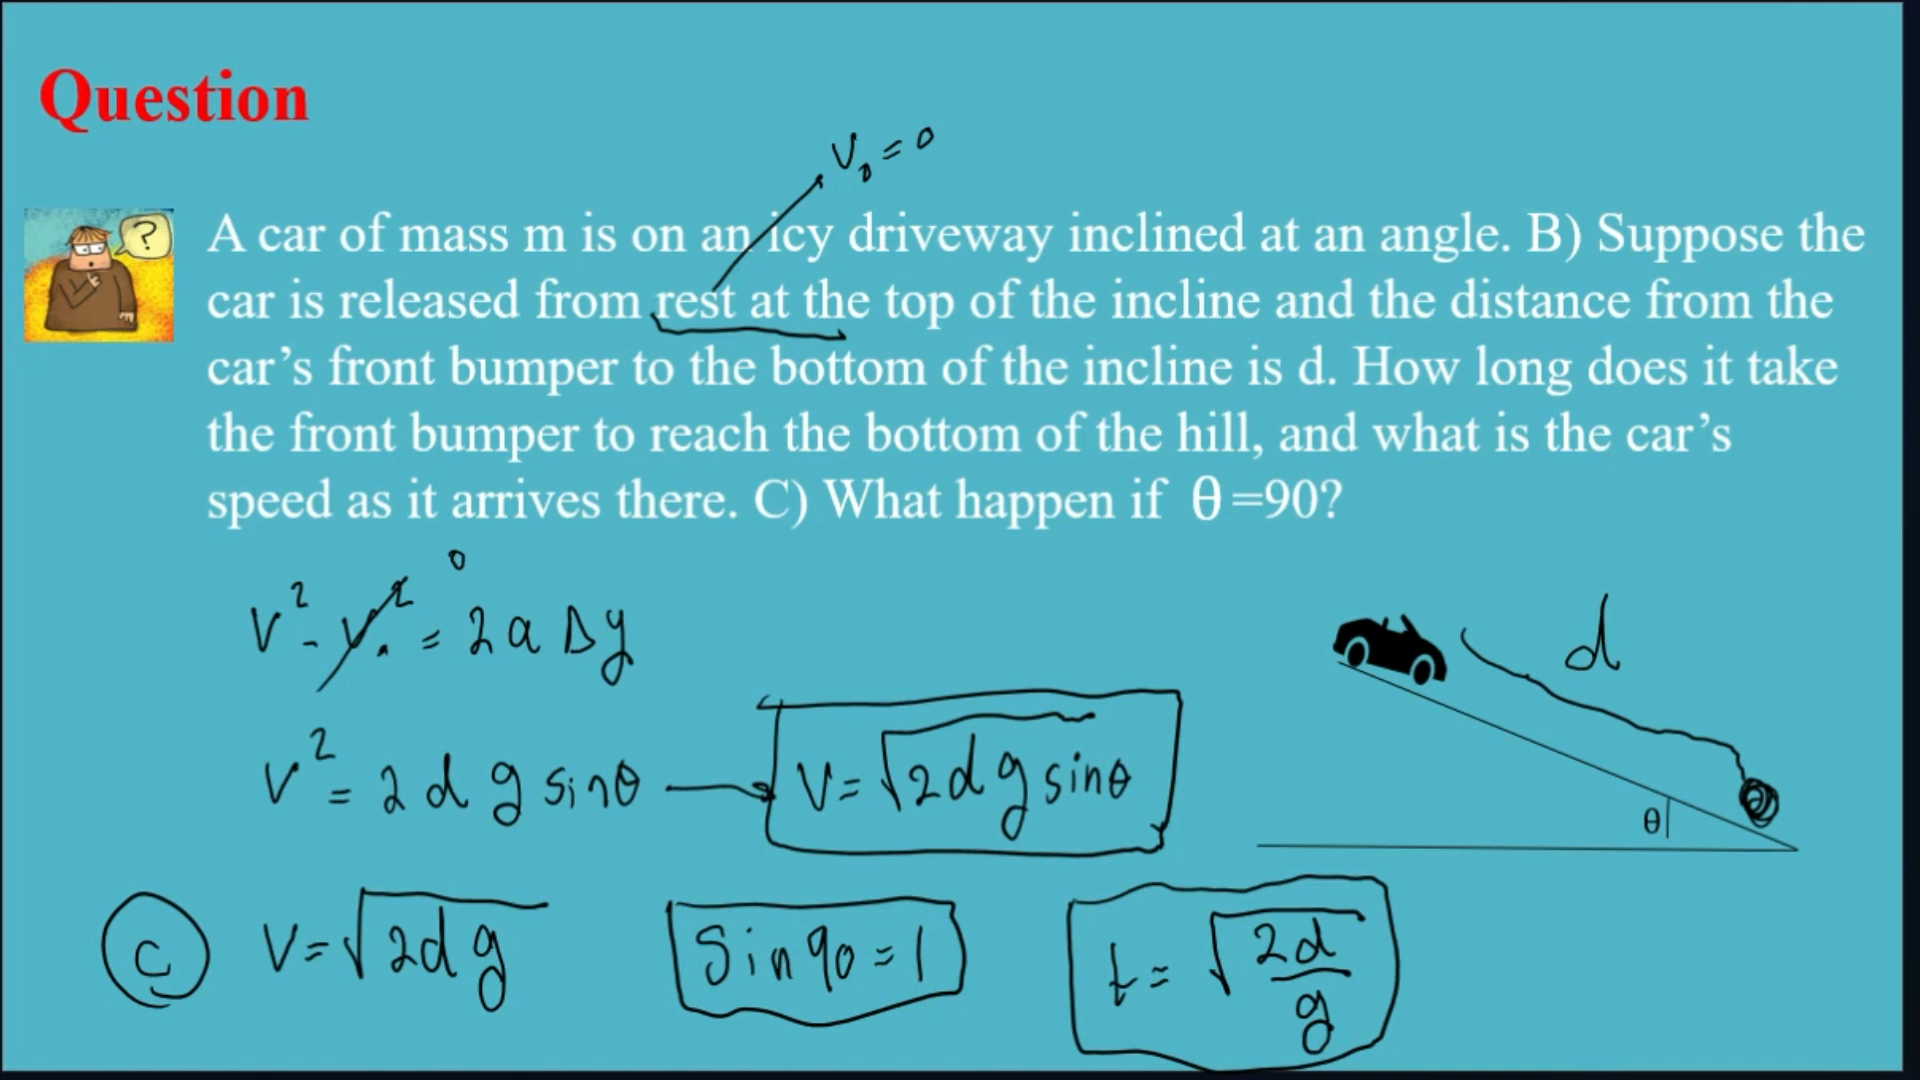 Question
V₀ = 0
?
A car of mass m is on an icy driveway inclined at an angle. B) Suppose the
car is released from rest at the top of the incline and the distance from the
car’s front bumper to the bottom of the incline is d. How long does it take
the front bumper to reach the bottom of the hill, and what is the car’s
speed as it arrives there. C) What happen if θ=90?
V² - V₀² = 2a Δy
0
d
V² = 2 d g sinθ → V = √2dg sinθ
θ
C V = √2dg Sin 90 = 1 t = √2d/g